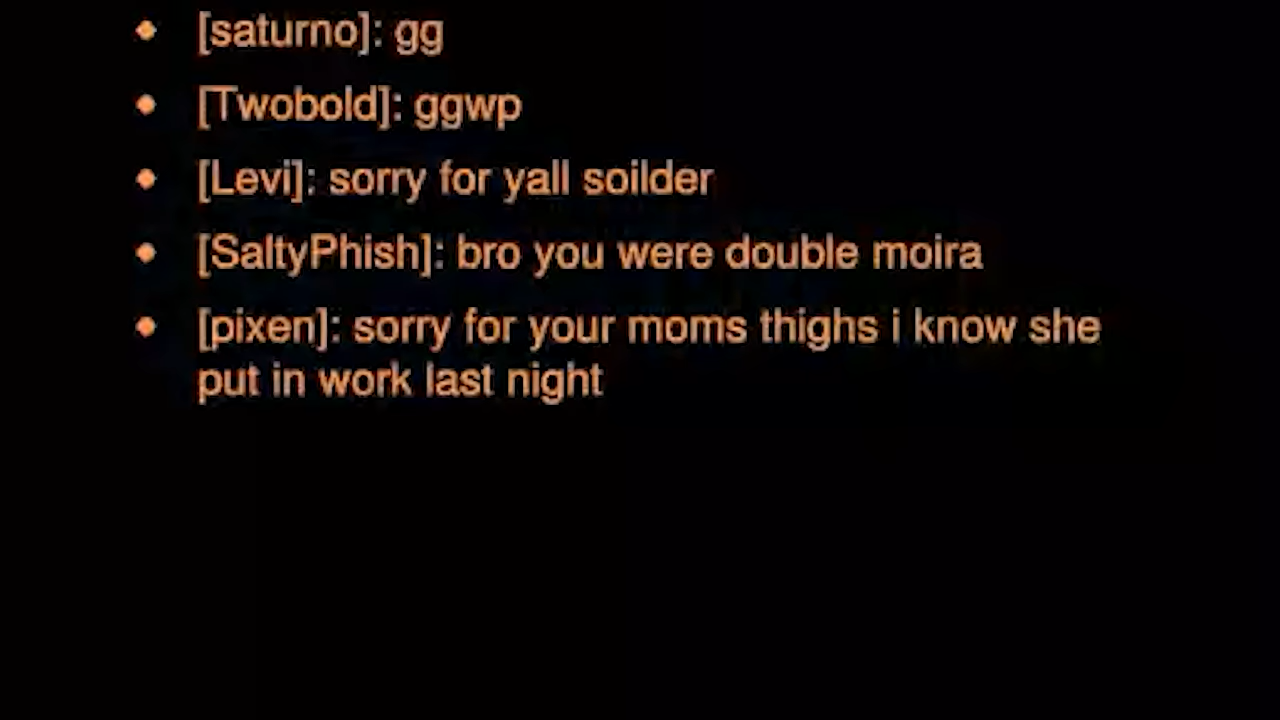 [saturno]: gg
[Twobold]: ggwp
[Levi]: sorry for yall soilder
[SaltyPhish]: bro you were double moira
[pixen]: sorry for your moms thighs i know she
put in work last night